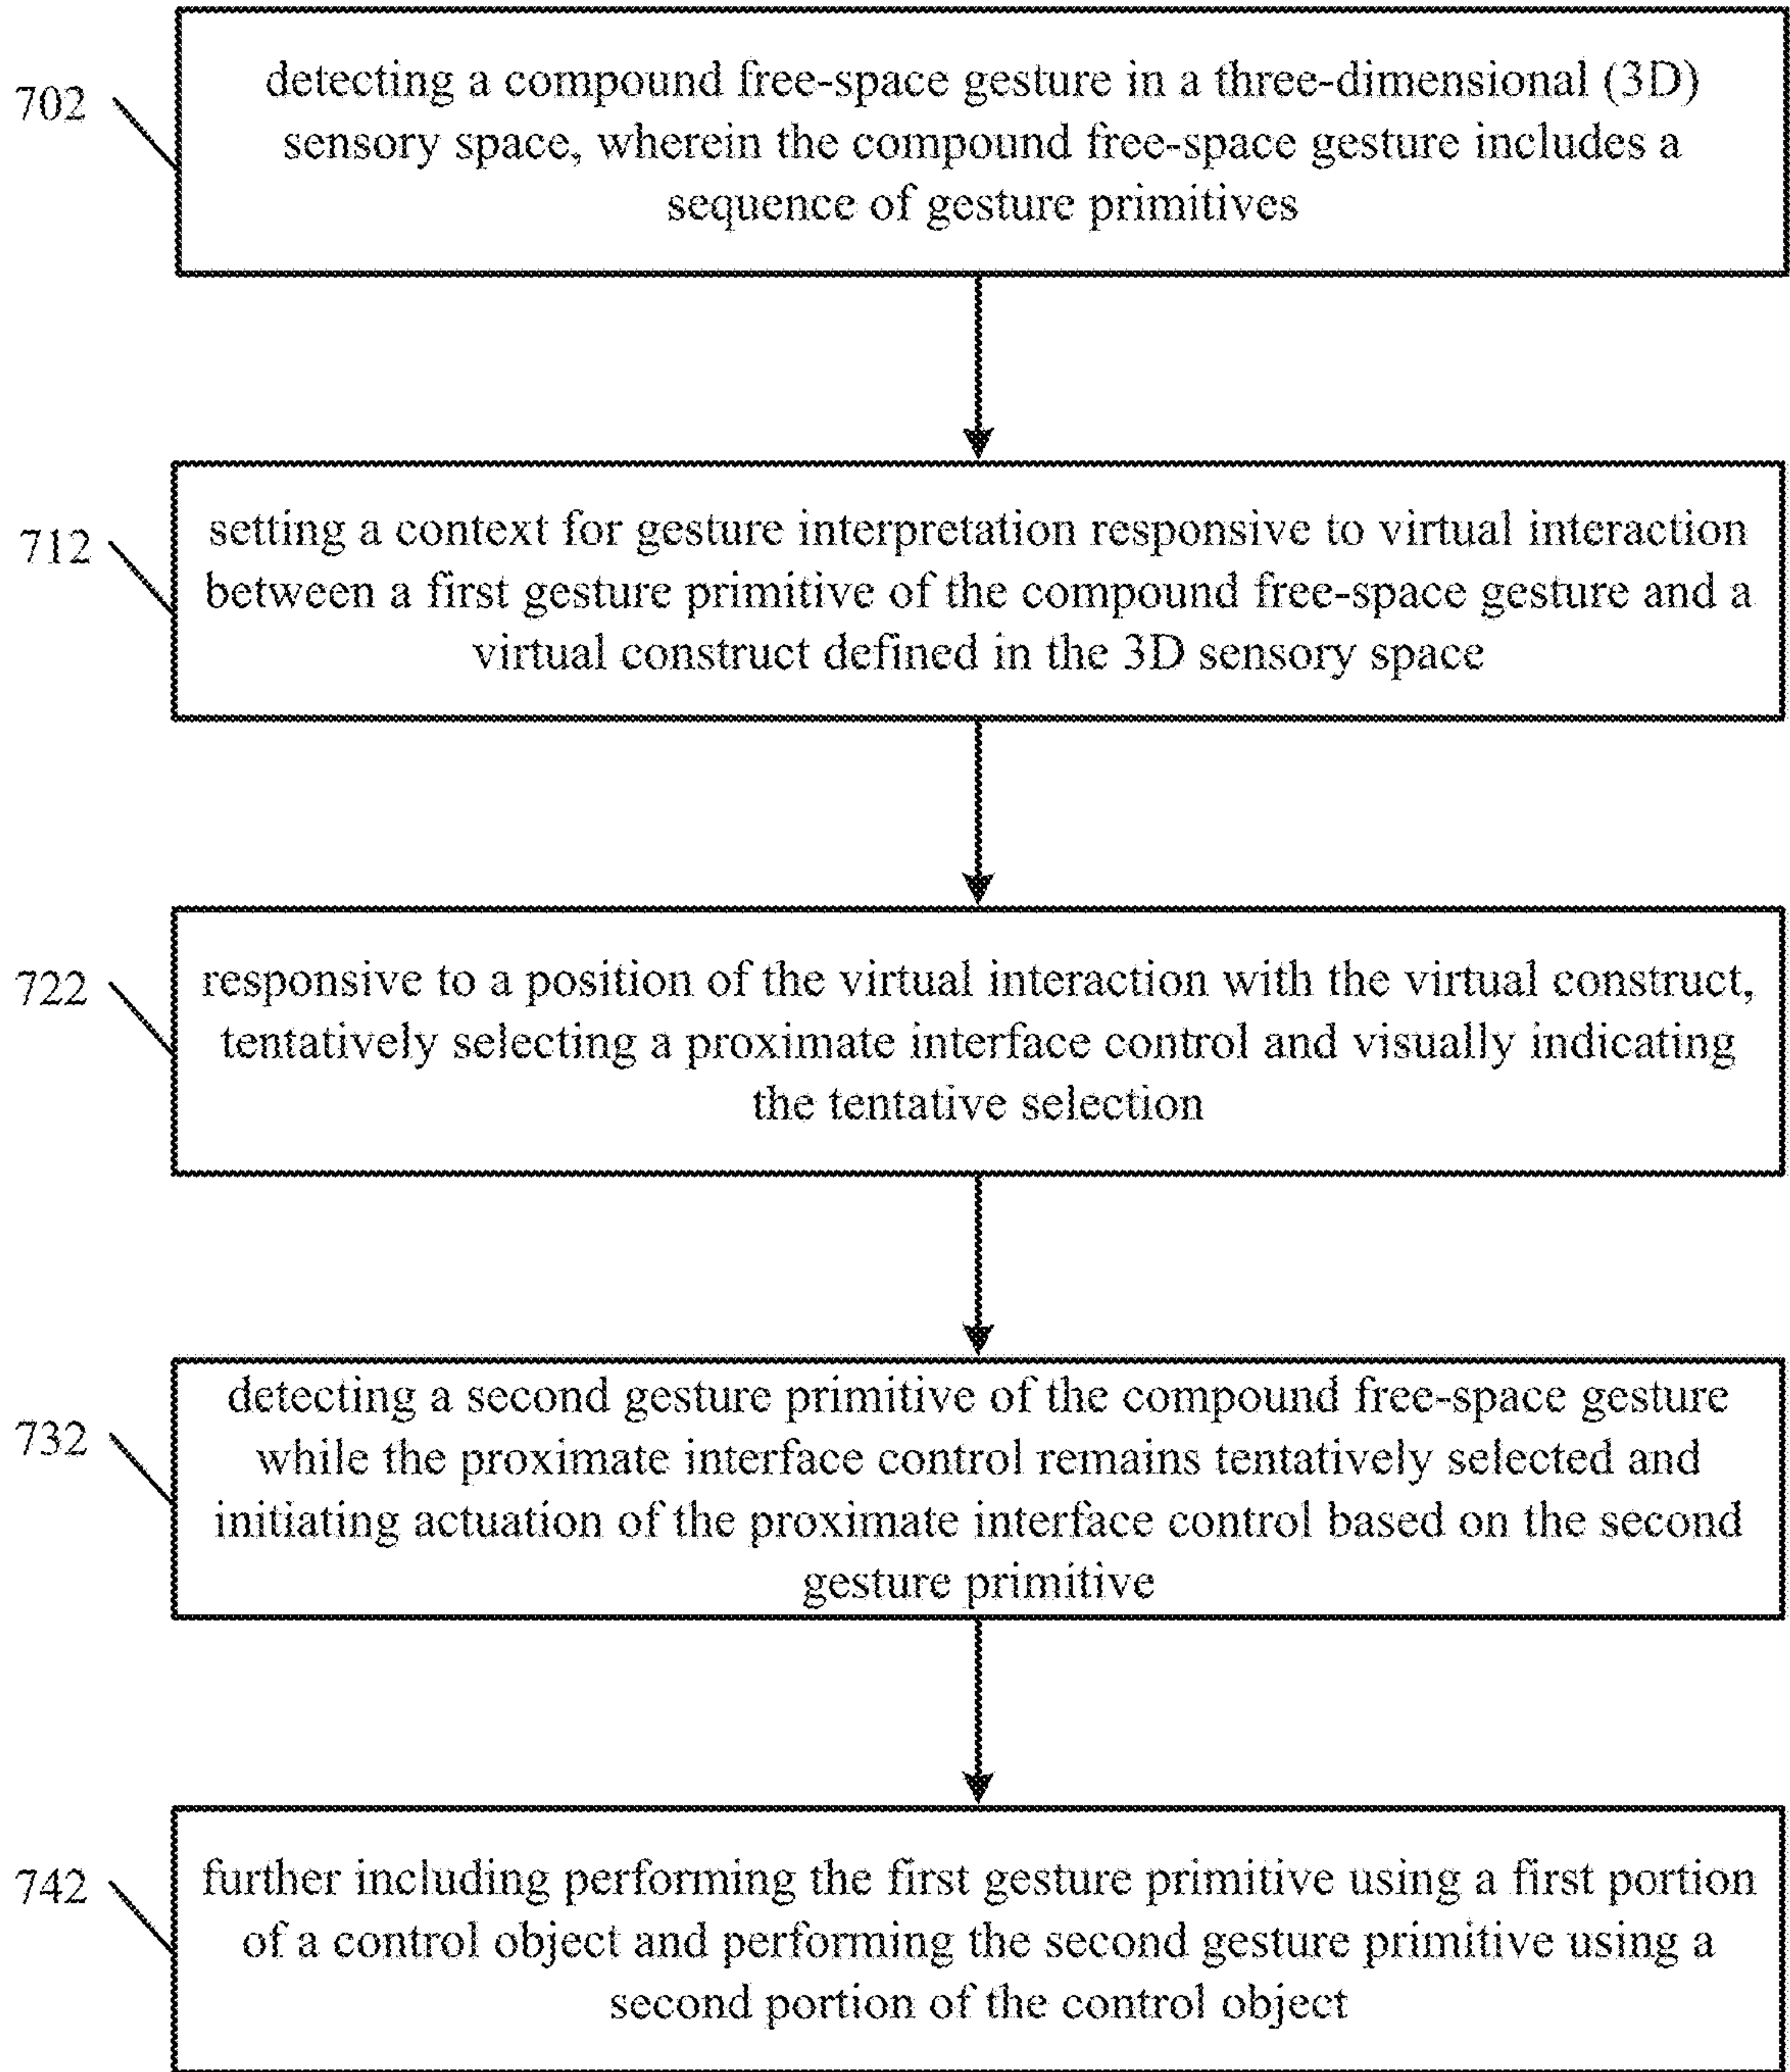 702
detecting a compound free-space gesture in a three-dimensional (3D)
sensory space, wherein the compound free-space gesture includes a
sequence of gesture primitives
712
setting a context for gesture interpretation responsive to virtual interaction
between a first gesture primitive of the compound free-space gesture and a
virtual construct defined in the 3D sensory space
722
responsive to a position of the virtual interaction with the virtual construct,
tentatively selecting a proximate interface control and visually indicating
the tentative selection
732
detecting a second gesture primitive of the compound free-space gesture
while the proximate interface control remains tentatively selected and
initiating actuation of the proximate interface control based on the second
gesture primitive
742
further including performing the first gesture primitive using a first portion
of a control object and performing the second gesture primitive using a
second portion of the control object